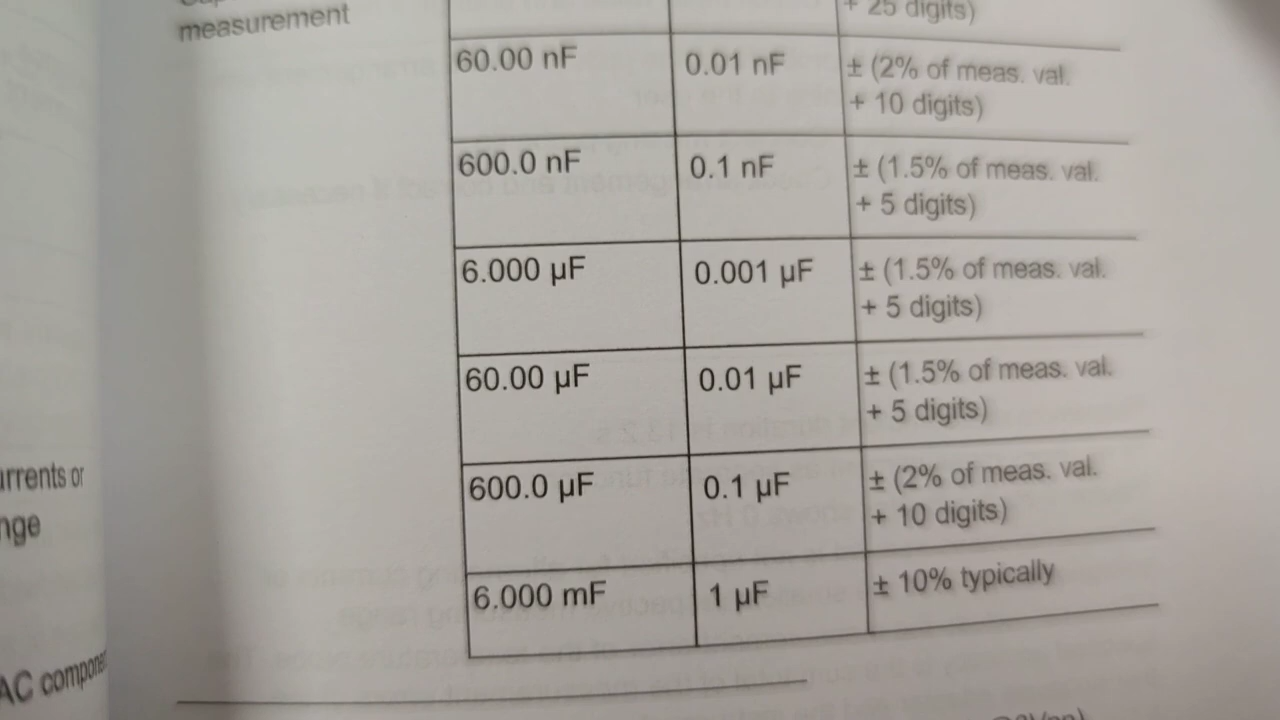 measurement
+ 25 digits)
60.00 nF 0.01 nF ± (2% of meas. val.
+ 10 digits)
600.0 nF 0.1 nF ± (1.5% of meas. val.
+ 5 digits)
6.000 µF 0.001 µF ± (1.5% of meas. val.
+ 5 digits)
60.00 µF 0.01 µF ± (1.5% of meas. val.
+ 5 digits)
600.0 µF 0.1 µF ± (2% of meas. val.
+ 10 digits)
6.000 mF 1 µF ± 10% typically
urrents or
nge
AC compone